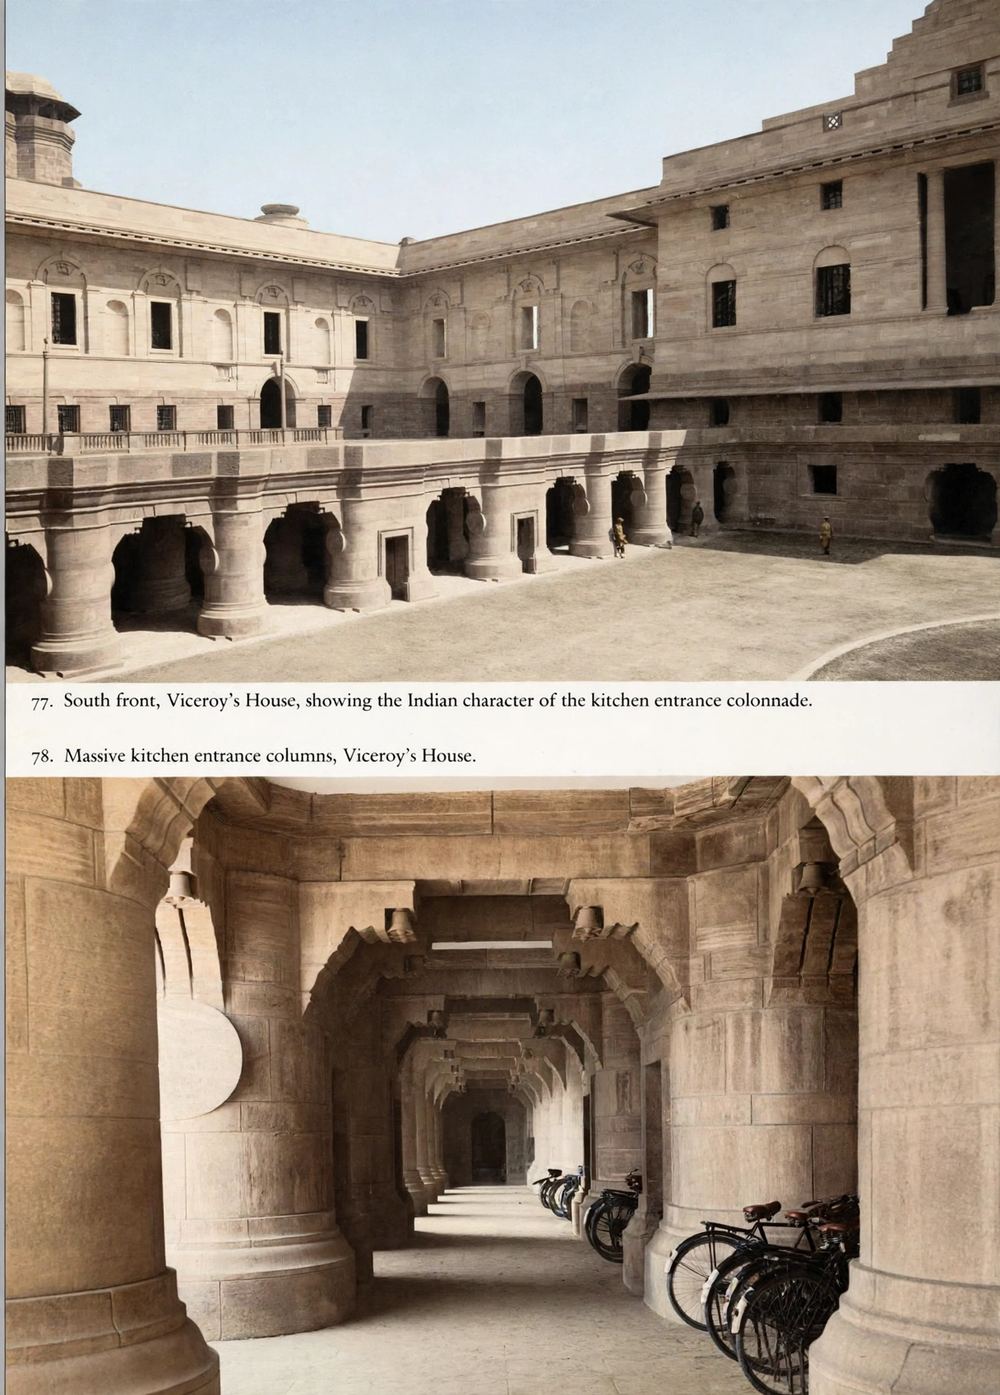 77. South front, Viceroy’s House, showing the Indian character of the kitchen entrance colonnade.
78. Massive kitchen entrance columns, Viceroy’s House.